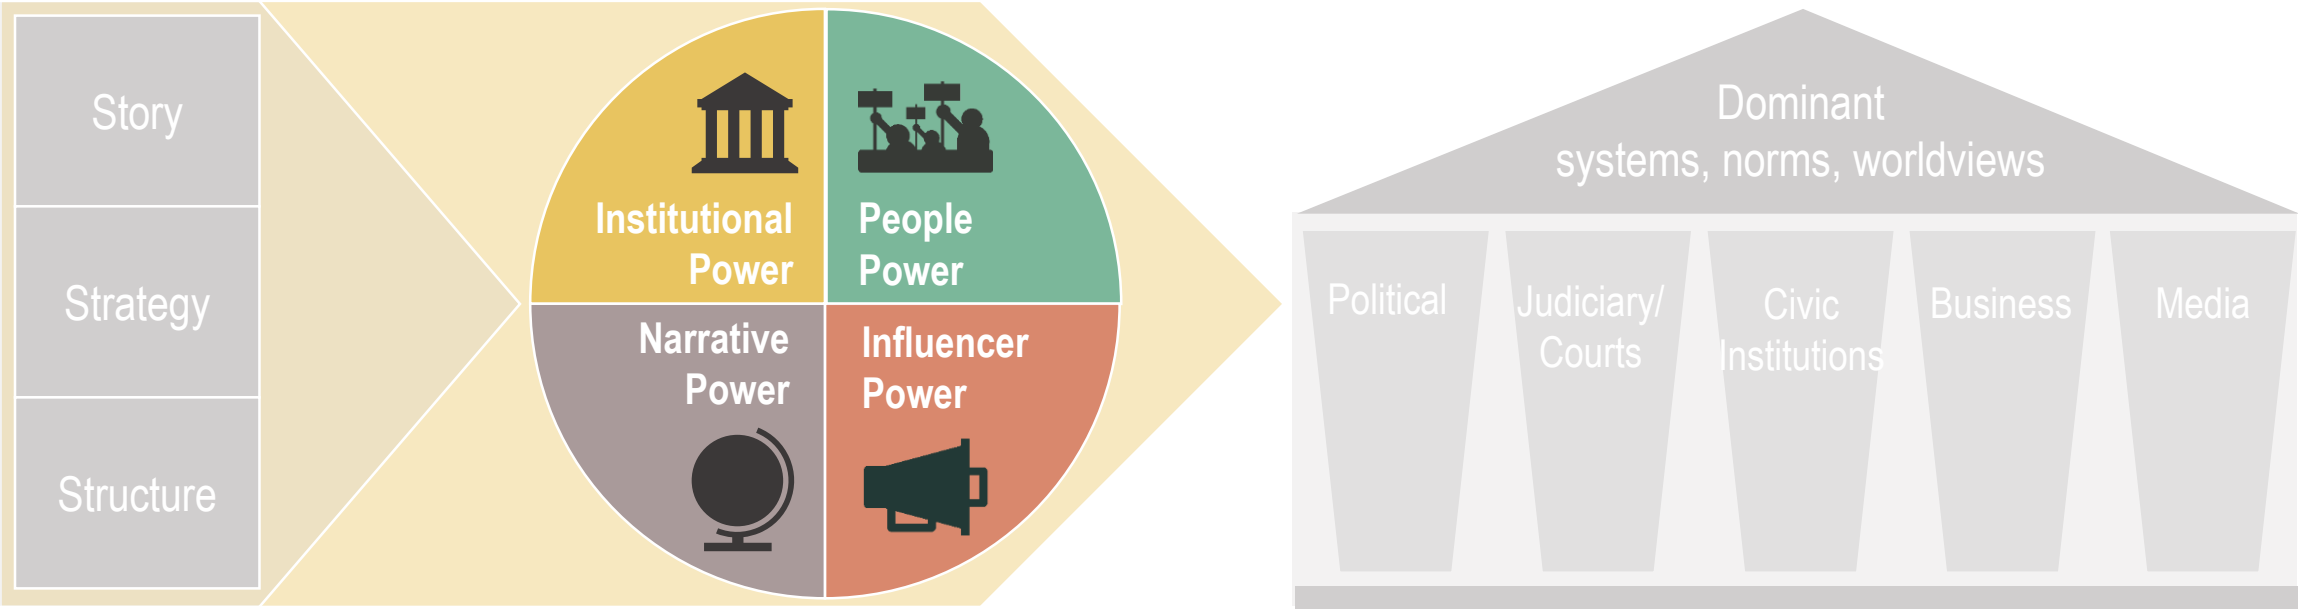 Story
Strategy
Structure
Institutional
Power
People
Power
Narrative
Power
Influencer
Power
Dominant
systems, norms, worldviews
Political
Judiciary/
Courts
Civic
Institutions
Business
Media